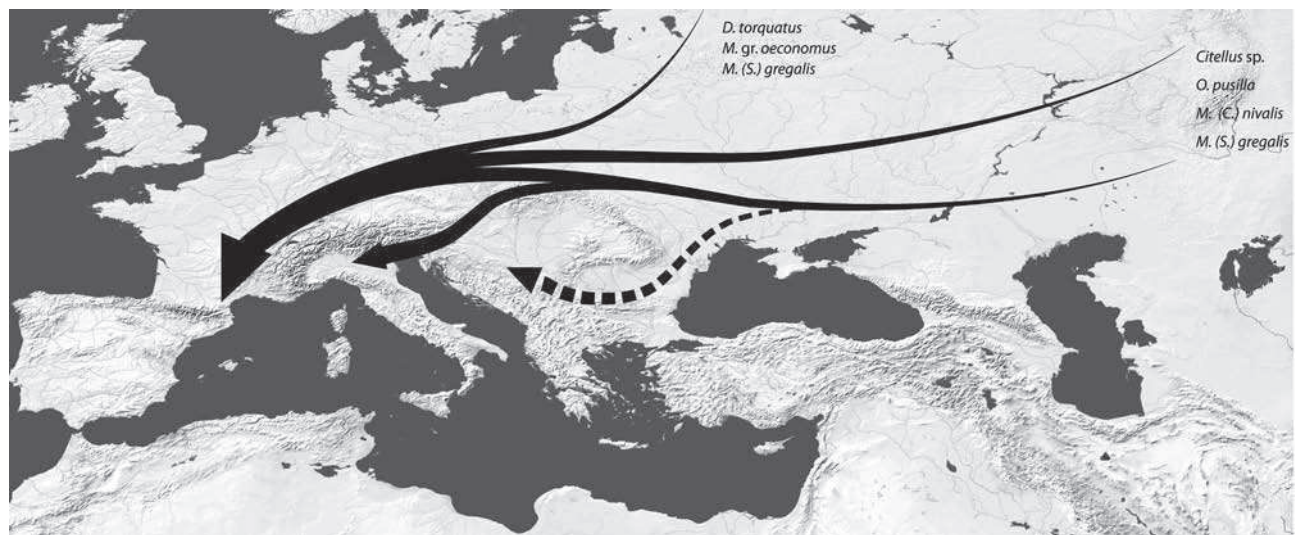 D. torquatus
M. gr. oeconomus
M. (S.) gregalis
Citellus sp.
O. pusilla
M. (C.) nivalis
M. (S.) gregalis